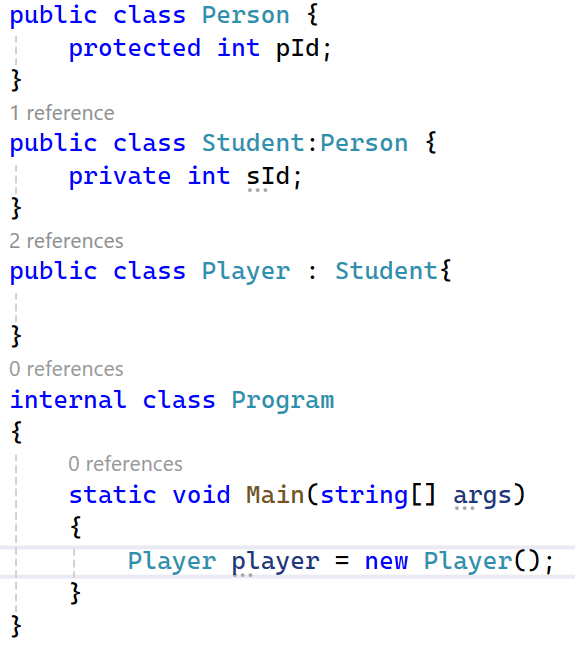 public class Person {
protected int pId;
}
1 reference
public class Student:Person {
private int sId;
}
2 references
public class Player : Student{
}
0 references
internal class Program
{
0 references
static void Main(string[] args)
{
Player player = new Player();
}
}